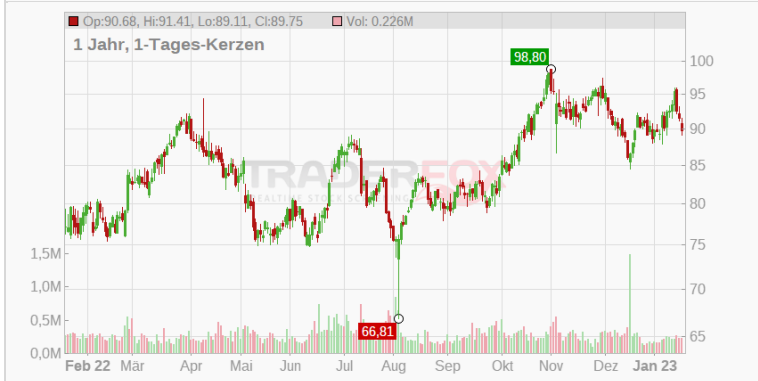 Op:90.68, Hi:91.41, Lo:89.11, Cl:89.75 Vol: 0.226M
1 Jahr, 1-Tages-Kerzen
98,80
100
95
90
85
80
75
70
65
TRADERFOX
1,5M
1,0M
0,5M
0,0M
66,81
Feb 22 Mär Apr Mai Jun Jul Aug Sep Okt Nov Dez Jan 23